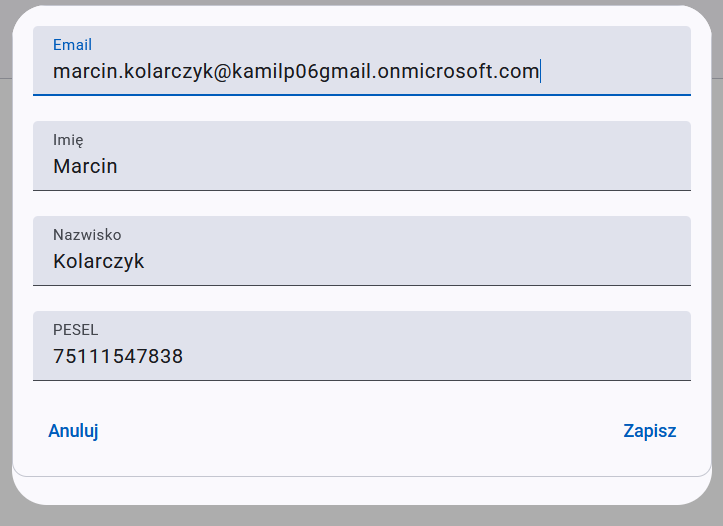 Email
marcin.kolarczyk@kamilp06gmail.onmicrosoft.com
Imię
Marcin
Nazwisko
Kolarczyk
PESEL
75111547838
Anuluj
Zapisz